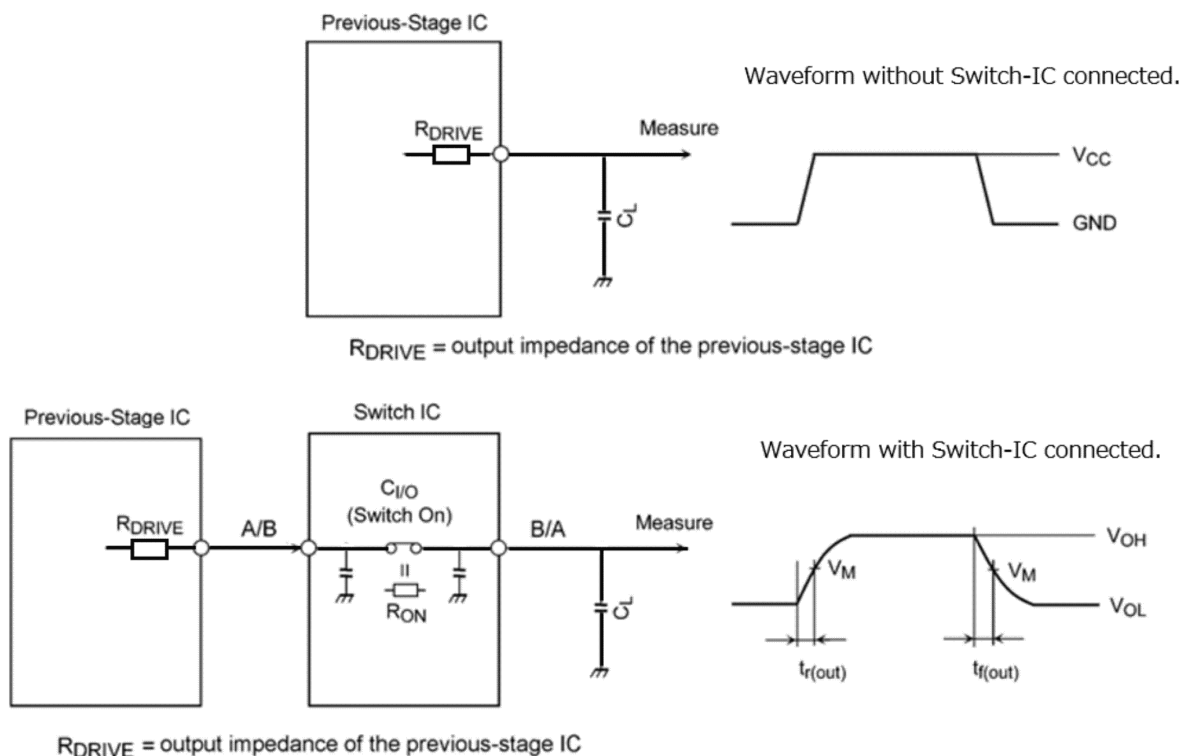 Previous-Stage IC
Waveform without Switch-IC connected.
RDRIVE
Measure
VCC
CL
GND
RDRIVE = output impedance of the previous-stage IC
Previous-Stage IC
Switch IC
Waveform with Switch-IC connected.
CI/O
(Switch On)
RDRIVE
A/B
B/A
Measure
VOH
VM
VM
RON
CL
VOL
tr(out)
tf(out)
RDRIVE = output impedance of the previous-stage IC